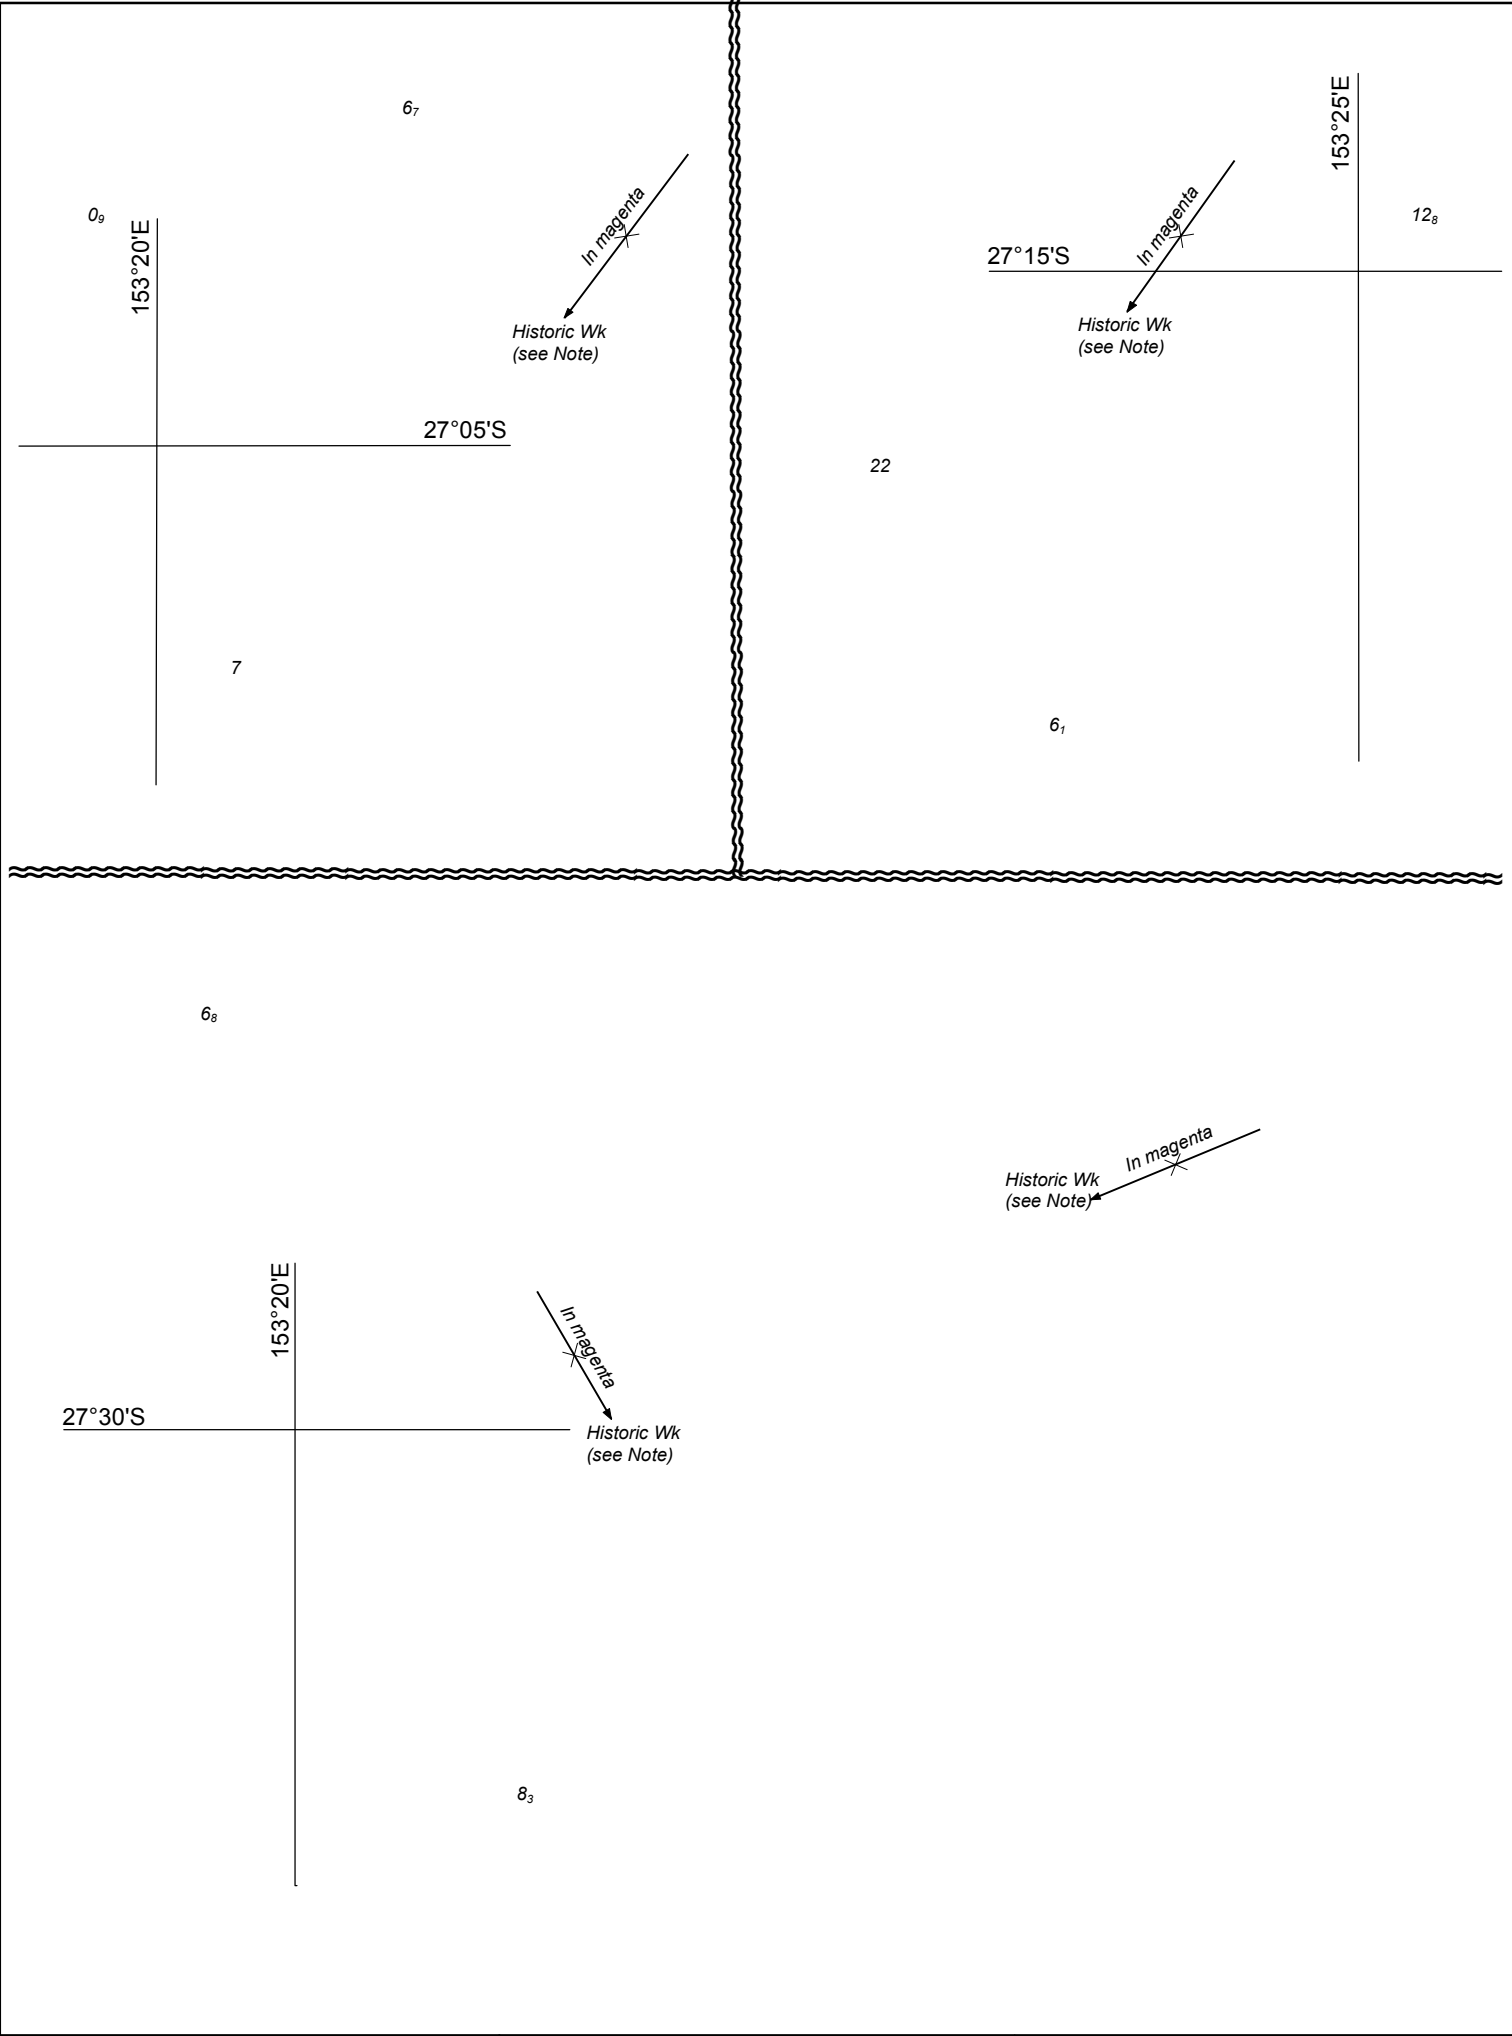 6₇
0₉
153°20'E
In magenta
Historic Wk
(see Note)
27°05'S
7
153°25'E
12₈
In magenta
27°15'S
Historic Wk
(see Note)
22
6₁
6₈
In magenta
Historic Wk
(see Note)
153°20'E
In magenta
27°30'S
Historic Wk
(see Note)
8₃